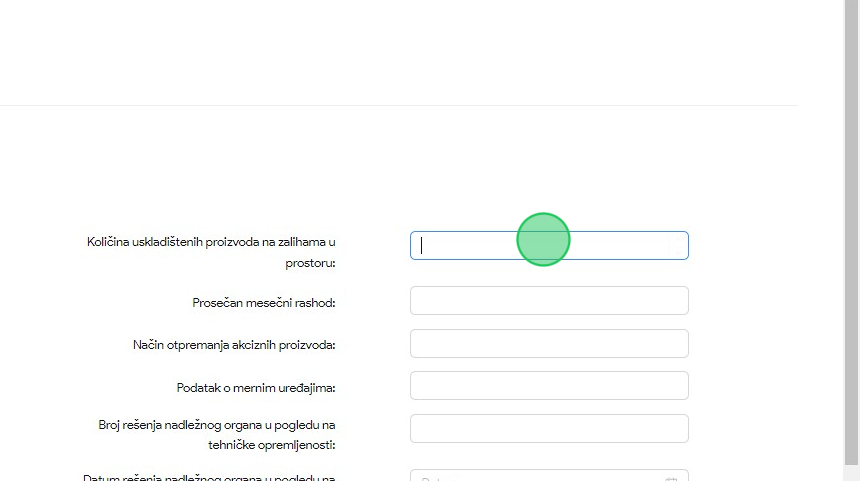 Količina uskladištenih proizvoda na zalihama u
prostoru:
Prosečan mesečni rashod:
Način otpremanja akciznih proizvoda:
Podatak o mernim uređajima:
Broj rešenja nadležnog organa u pogledu na
tehničke opremljenosti:
Datum rešenja nadležnog organa u pogledu na